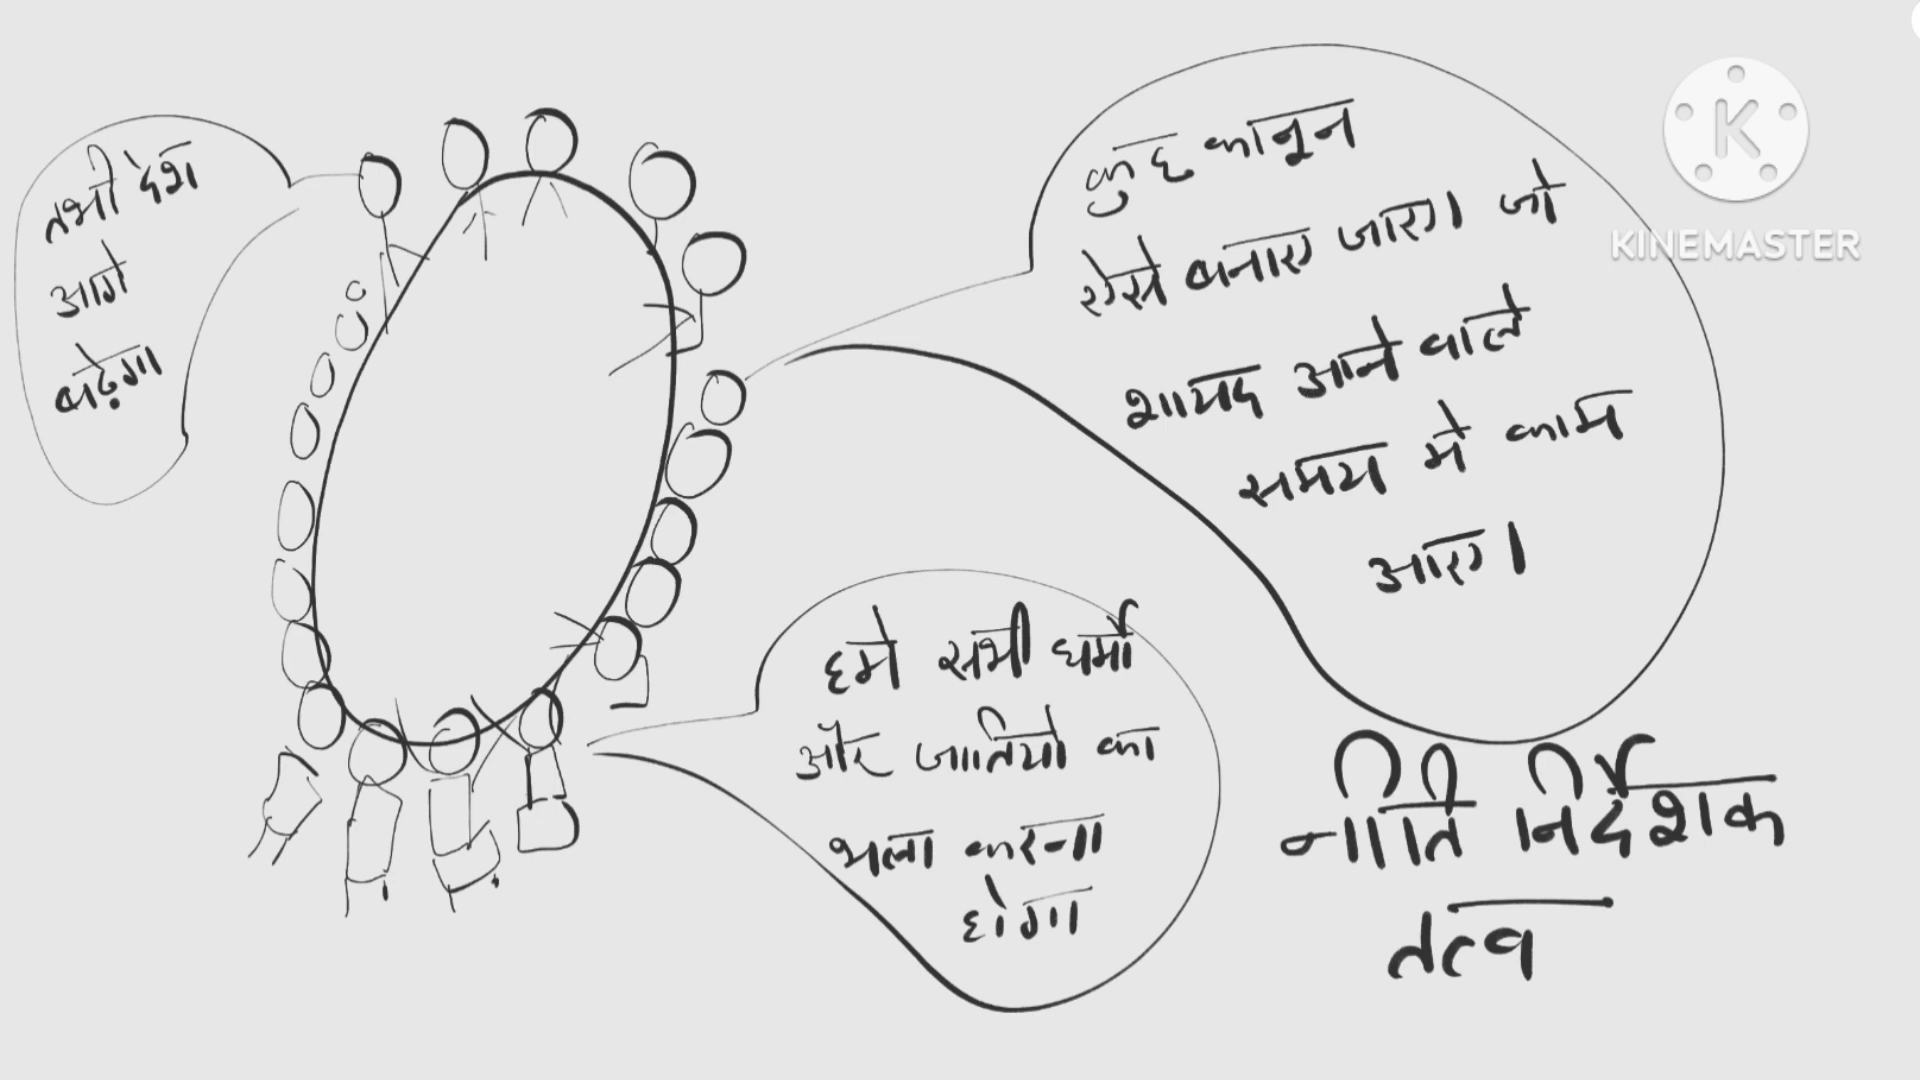 तभी देश
आगे
बढ़ेगा
कुछ कानून
ऐसे बनाए जाए। जो
शायद आने वाले
समय मे काम
आए।
हमे सभी धर्मो
और जातियो का
भला करना
होगा
नीति निर्देशक
तत्व
K
KINEMASTER